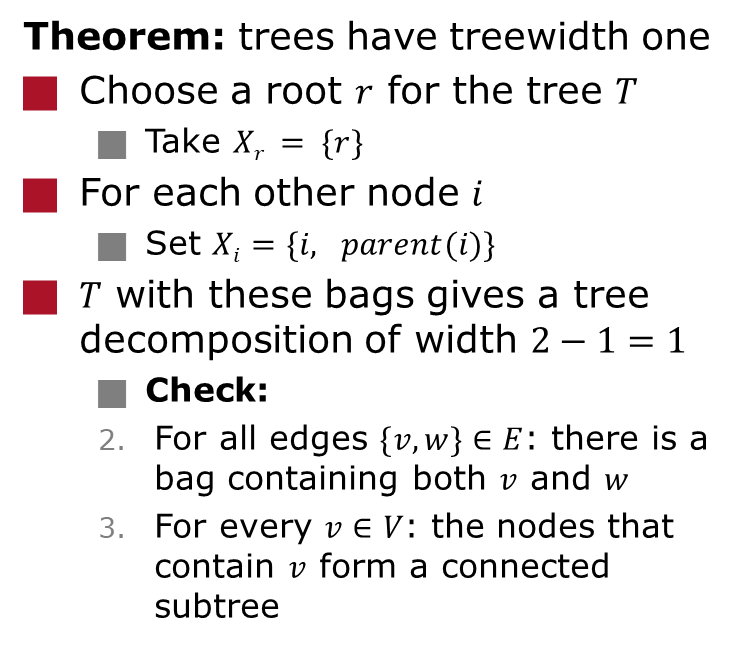 Theorem: trees have treewidth one
Choose a root r for the tree T
Take Xᵣ = {r}
For each other node i
Set Xᵢ = {i, parent(i)}
T with these bags gives a tree
decomposition of width 2 − 1 = 1
Check:
2. For all edges {v, w} ∈ E: there is a
bag containing both v and w
3. For every v ∈ V: the nodes that
contain v form a connected
subtree